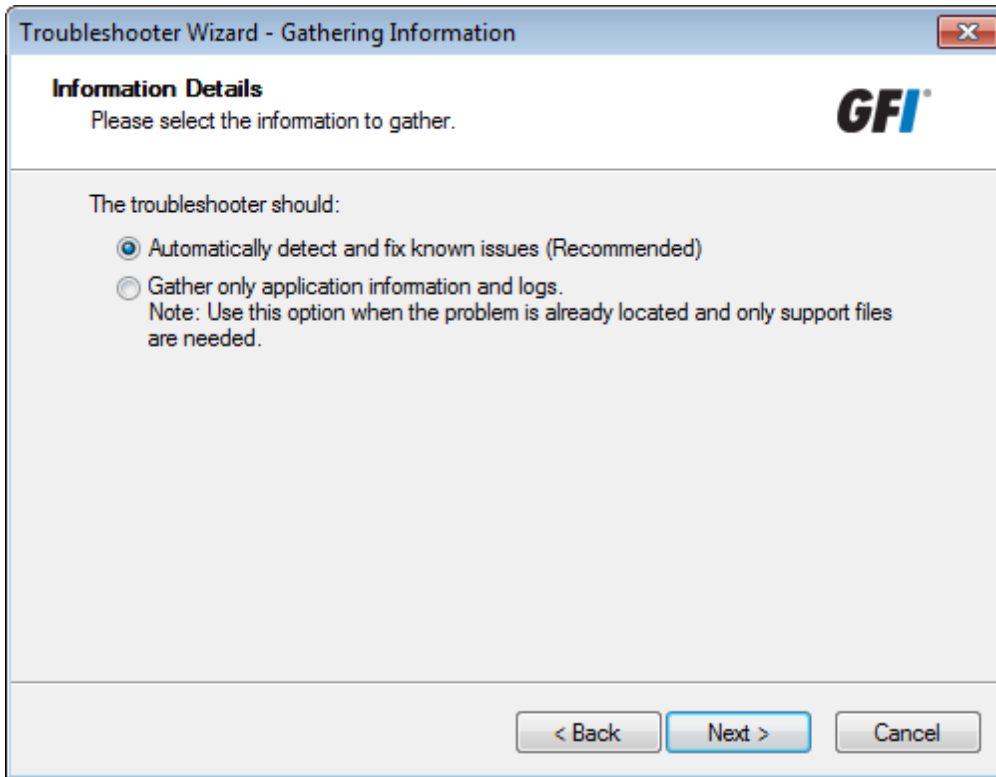 Troubleshooter Wizard - Gathering Information
Information Details
Please select the information to gather.
GFI®
The troubleshooter should:
Automatically detect and fix known issues (Recommended)
Gather only application information and logs.
Note: Use this option when the problem is already located and only support files
are needed.
< Back
Next >
Cancel